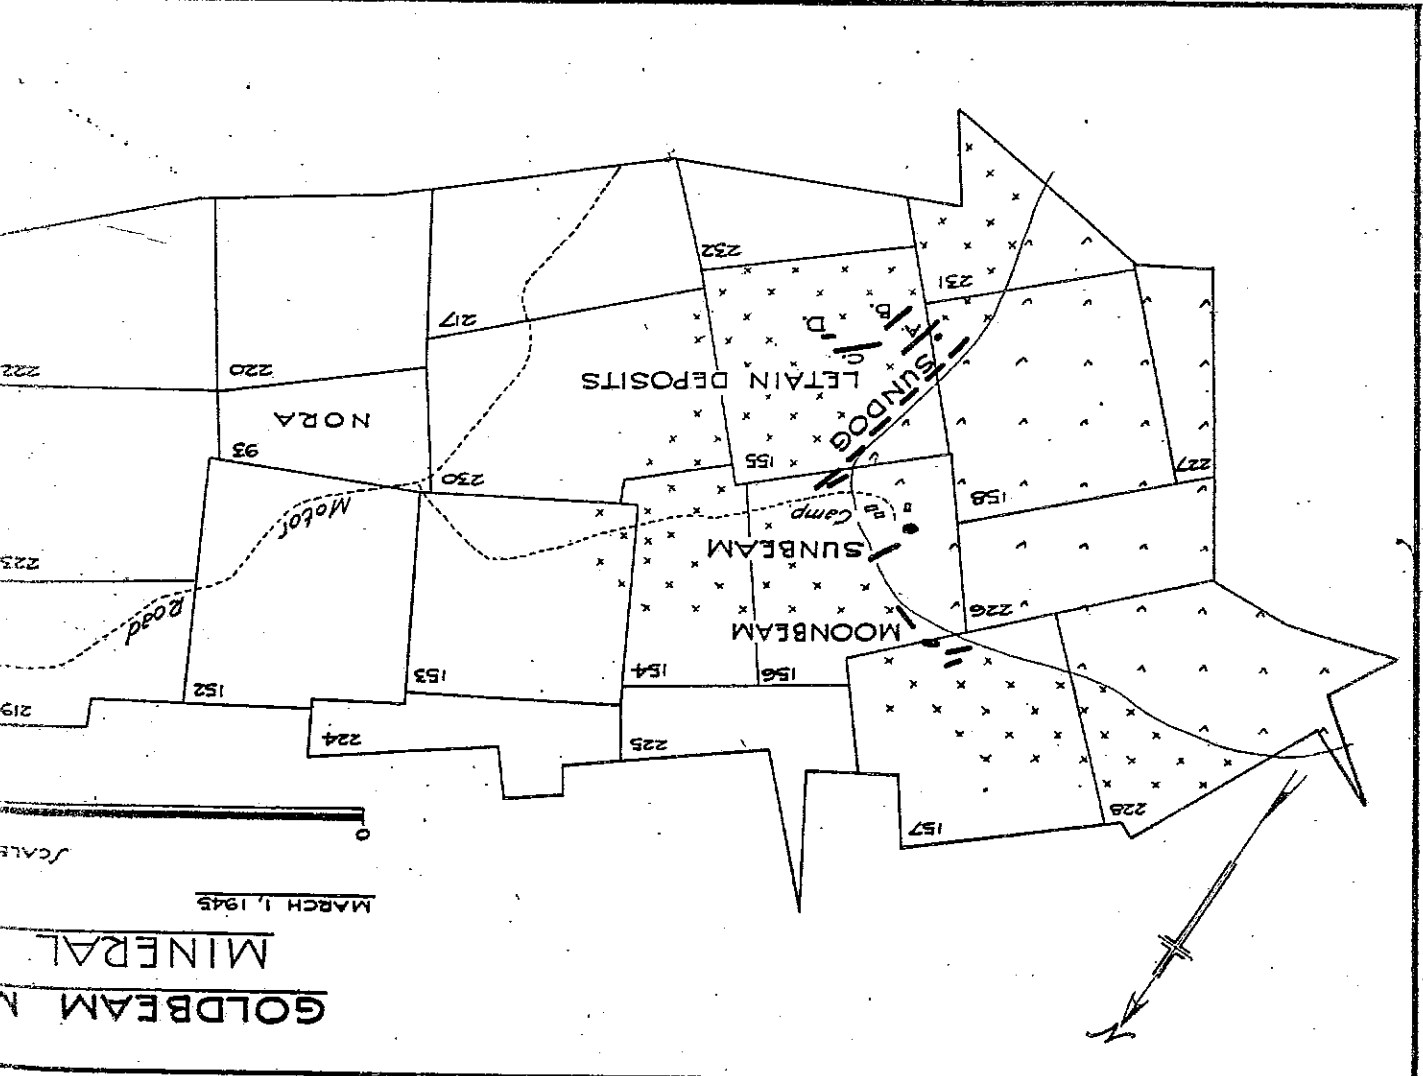 GOLDBEAM
MINERAL
MARCH 1, 1945
SCALE
0
228
157
225
224
219
156
154
153
152
MOONBEAM
Road
226
SUNBEAM
223
Camp
Motor
158
227
155
230
93
SUNDOG
NORA
LETAIN DEPOSITS
220
222
C.
A.
D.
B.
217
231
232
N